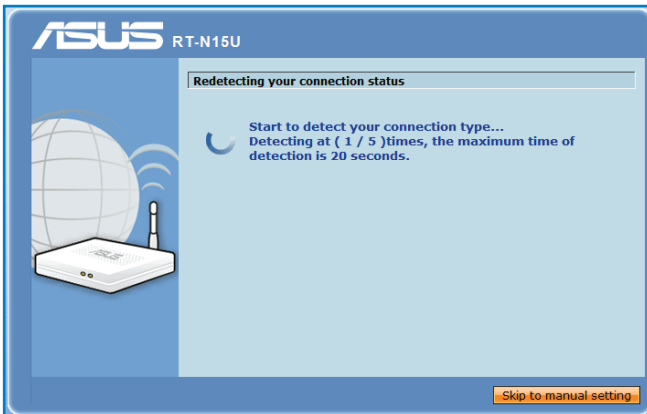 ASUS RT-N15U
Redetecting your connection status
Start to detect your connection type...
Detecting at ( 1 / 5 )times, the maximum time of
detection is 20 seconds.
ASUS
Skip to manual setting